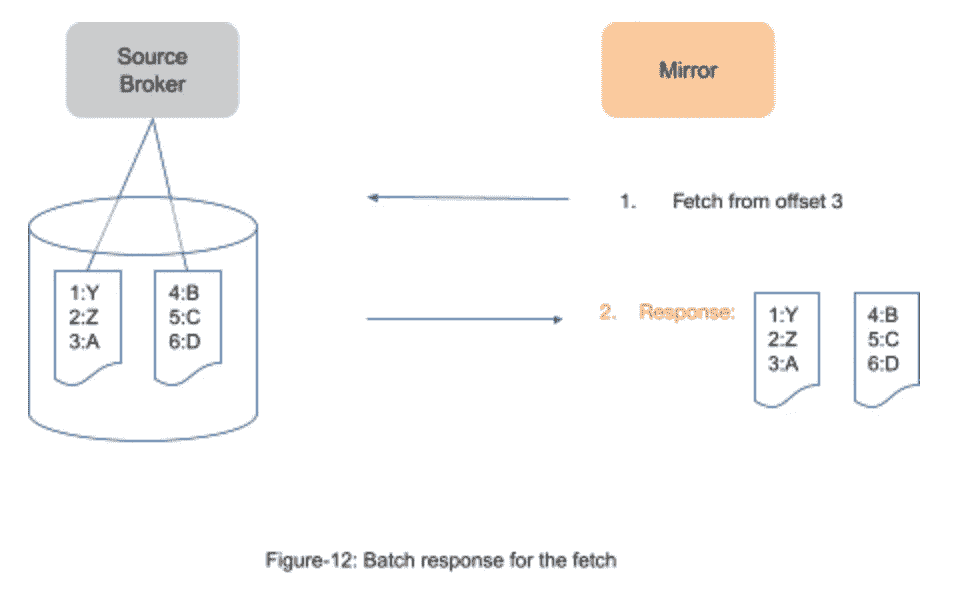 Source
Broker
Mirror
1. Fetch from offset 3
1:Y
2:Z
3:A
4:B
5:C
6:D
2. Response:
1:Y
2:Z
3:A
4:B
5:C
6:D
Figure-12: Batch response for the fetch